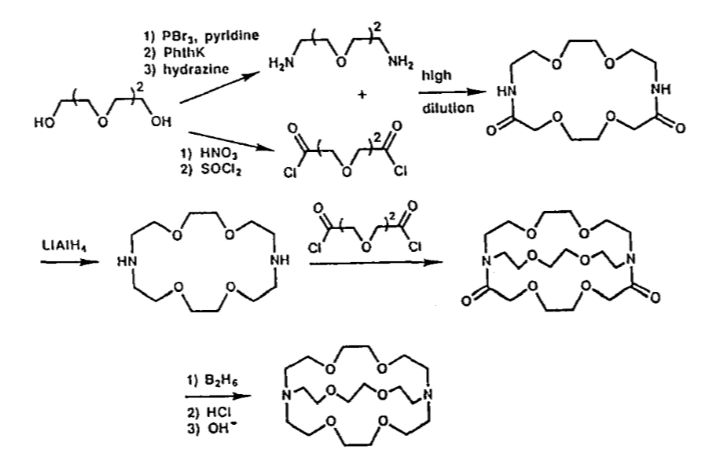 1) PBr3, pyridine
2) PhthK
3) hydrazine
H2N
O
2
NH2
high
dilution
+
HO
O
2
OH
1) HNO3
2) SOCl2
O
Cl
O
2
O
Cl
O
O
HN
NH
O
O
O
O
LiAlH4
O
O
HN
NH
O
O
O
Cl
O
2
O
Cl
O
O
N
O
O
N
O
O
O
O
1) B2H6
2) HCl
3) OH-
O
O
N
O
O
N
O
O